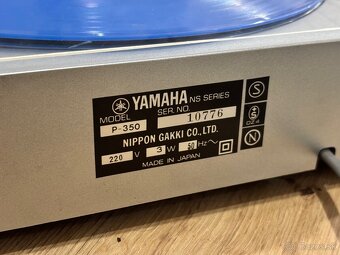 YAMAHA NS SERIES
MODEL P-350 SER. NO. 10776
NIPPON GAKKI CO., LTD.
220 V 3 W 50 Hz
MADE IN JAPAN
S
DZ4
N